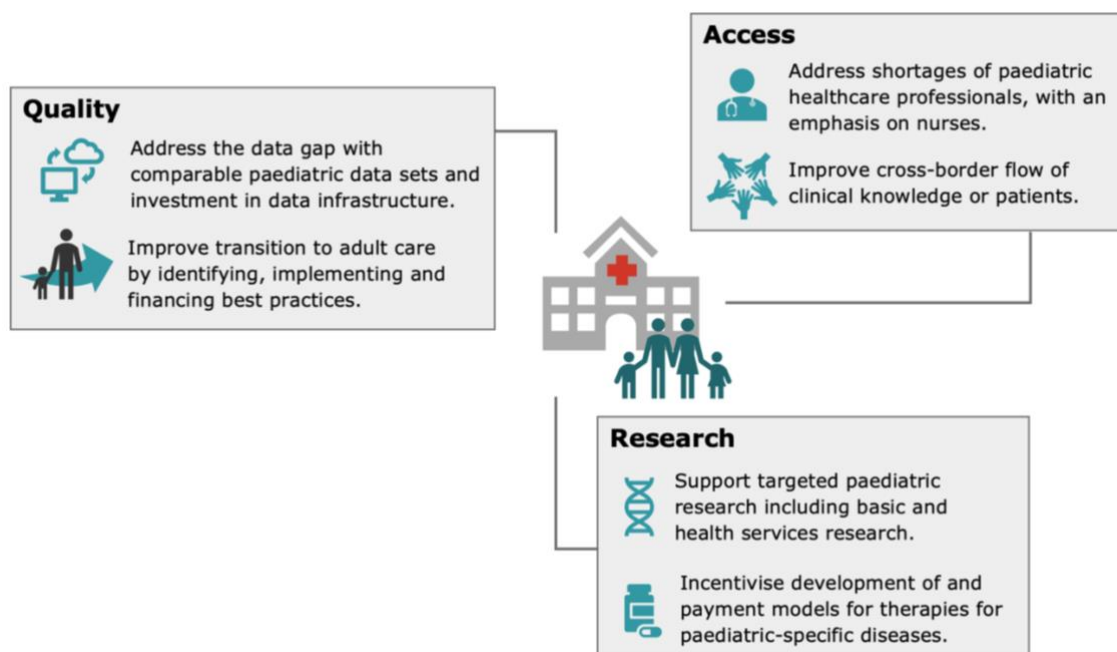 Quality
Address the data gap with
comparable paediatric data sets and
investment in data infrastructure.
Improve transition to adult care
by identifying, implementing and
financing best practices.
Access
Address shortages of paediatric
healthcare professionals, with an
emphasis on nurses.
Improve cross-border flow of
clinical knowledge or patients.
Research
Support targeted paediatric
research including basic and
health services research.
Incentivise development of and
payment models for therapies for
paediatric-specific diseases.